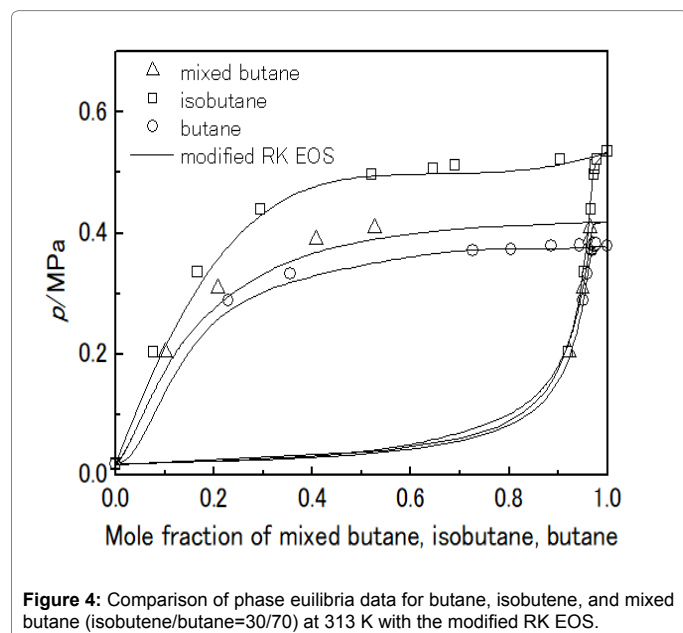 mixed butane
isobutane
butane
modified RK EOS
0.6
0.4
0.2
0.0
p/MPa
0.0 0.2 0.4 0.6 0.8 1.0
Mole fraction of mixed butane, isobutane, butane
Figure 4: Comparison of phase euilibria data for butane, isobutene, and mixed
butane (isobutene/butane=30/70) at 313 K with the modified RK EOS.